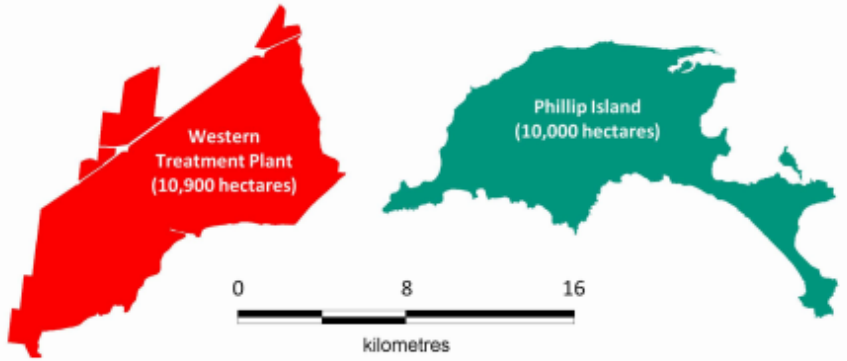 Western
Treatment Plant
(10,900 hectares)
Phillip Island
(10,000 hectares)
0 8 16
kilometres